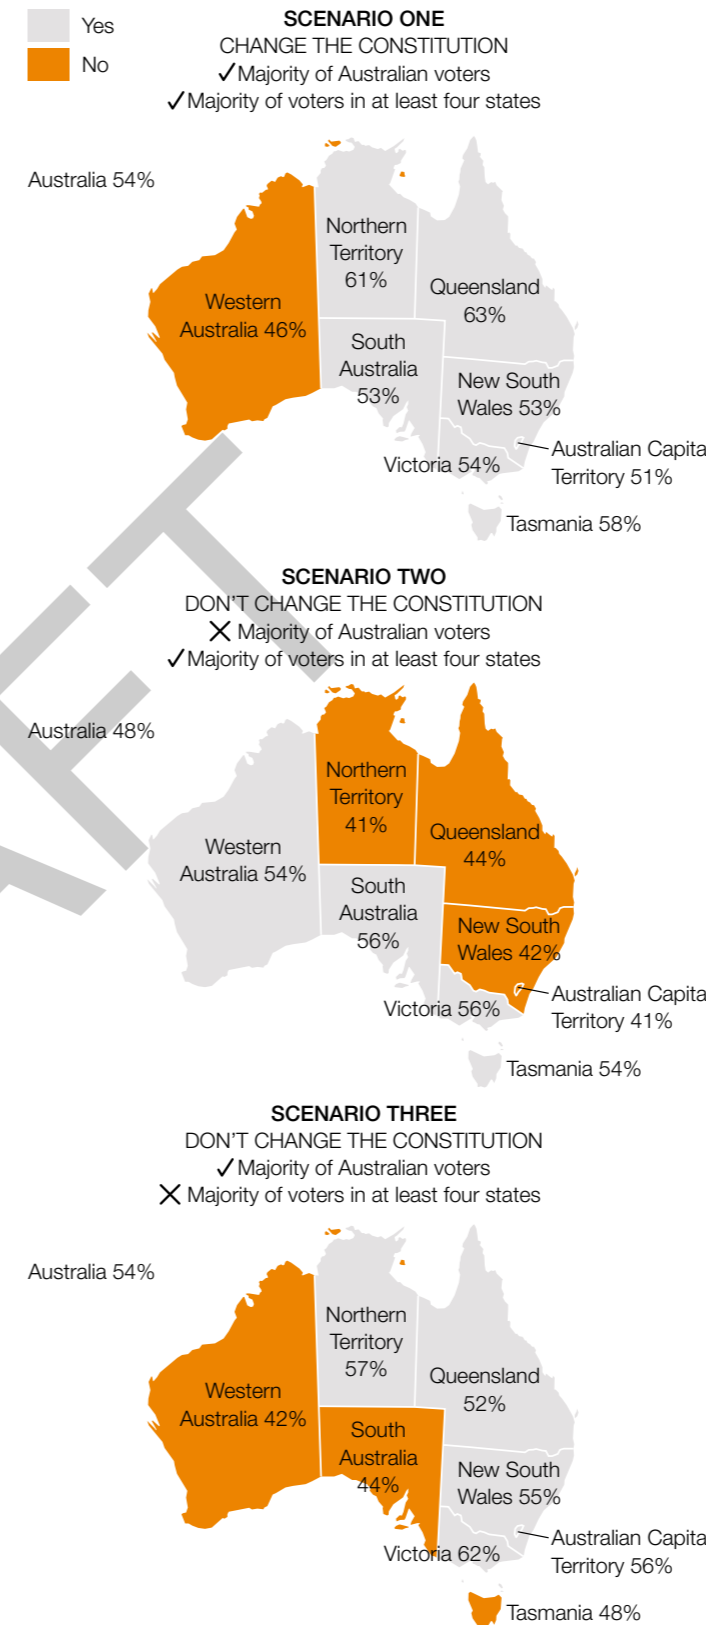 Yes
No
SCENARIO ONE
CHANGE THE CONSTITUTION
✓Majority of Australian voters
✓Majority of voters in at least four states
Australia 54%
Northern
Territory
61%
Queensland
63%
Western
Australia 46%
South
Australia
53%
New South
Wales 53%
Australian Capita
Territory 51%
Victoria 54%
Tasmania 58%
SCENARIO TWO
DON'T CHANGE THE CONSTITUTION
✕ Majority of Australian voters
✓Majority of voters in at least four states
Australia 48%
Northern
Territory
41%
Queensland
44%
Western
Australia 54%
South
Australia
56%
New South
Wales 42%
Australian Capita
Territory 41%
Victoria 56%
Tasmania 54%
SCENARIO THREE
DON'T CHANGE THE CONSTITUTION
✓Majority of Australian voters
✕ Majority of voters in at least four states
Australia 54%
Northern
Territory
57%
Queensland
52%
Western
Australia 42%
South
Australia
44%
New South
Wales 55%
Australian Capita
Territory 56%
Victoria 62%
Tasmania 48%